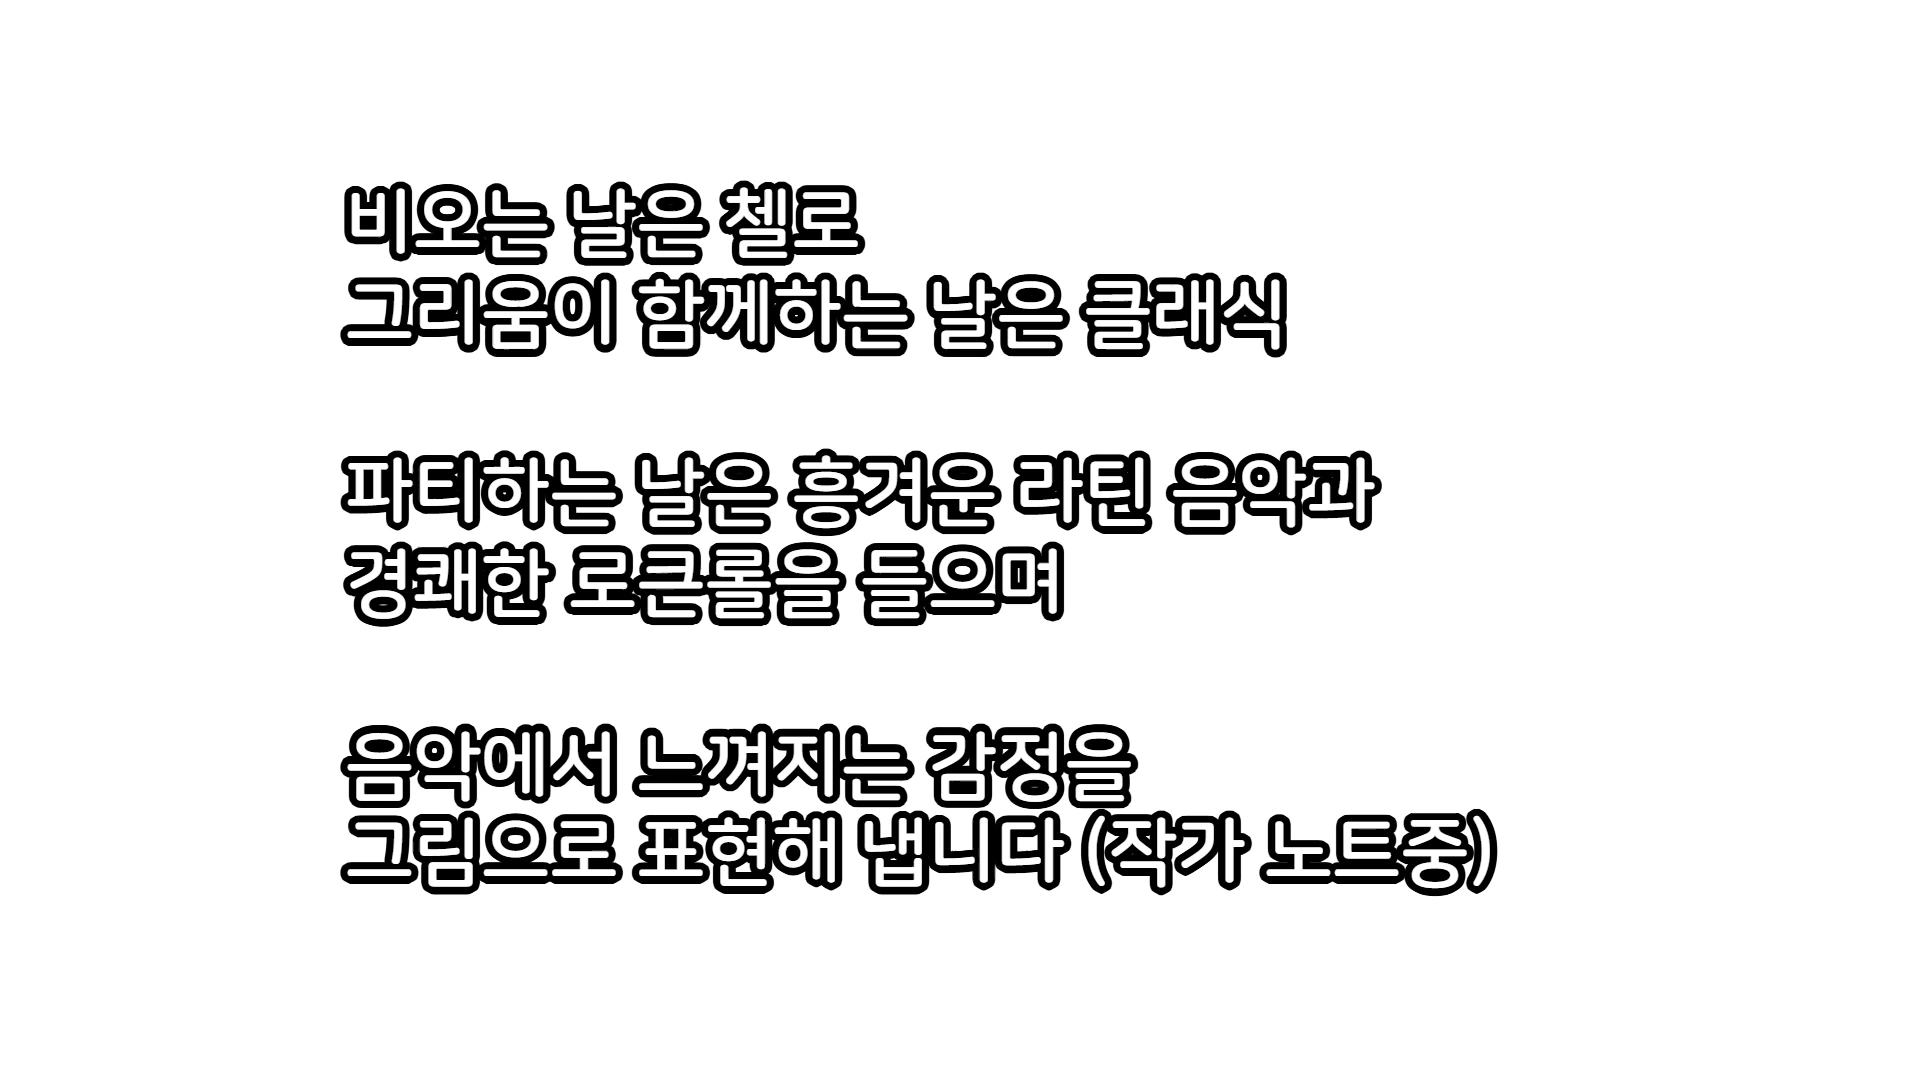 비오는 날은 첼로
그리움이 함께하는 날은 클래식
파티하는 날은 흥겨운 라틴 음악과
경쾌한 로큰롤을 들으며
음악에서 느껴지는 감정을
그림으로 표현해 냅니다 (작가 노트중)